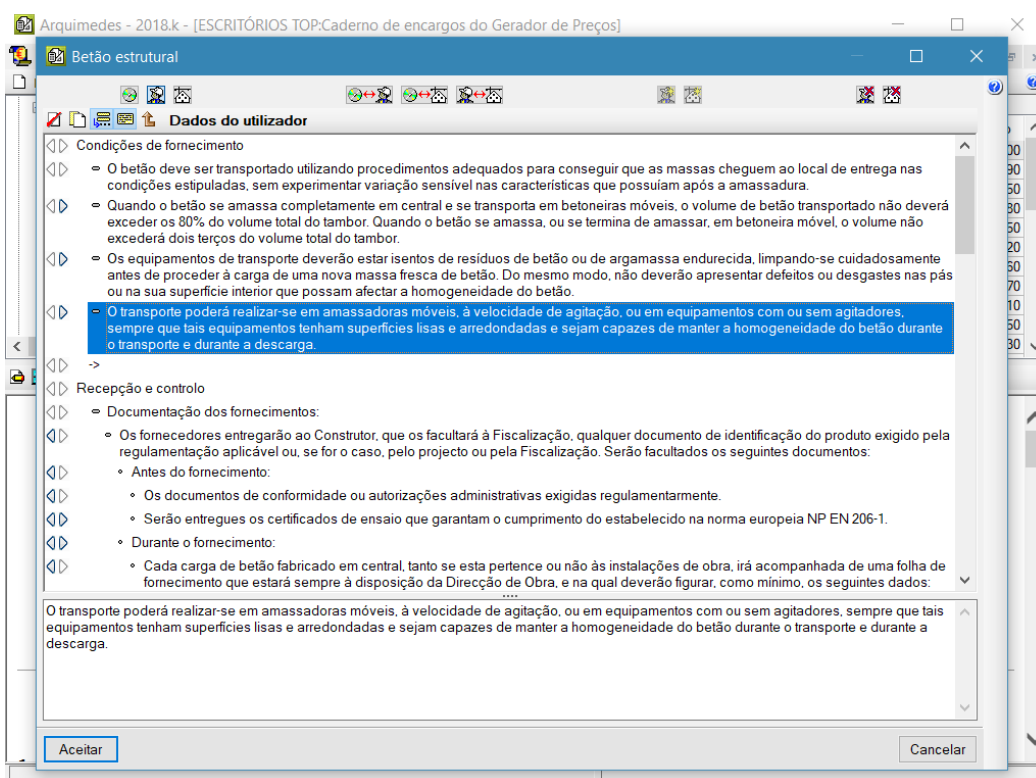 Arquimedes - 2018.k - [ESCRITÓRIOS TOP:Caderno de encargos do Gerador de Preços]
Betão estrutural
Dados do utilizador
Condições de fornecimento
O betão deve ser transportado utilizando procedimentos adequados para conseguir que as massas cheguem ao local de entrega nas
condições estipuladas, sem experimentar variação sensível nas características que possuíam após a amassadura.
Quando o betão se amassa completamente em central e se transporta em betoneiras móveis, o volume de betão transportado não deverá
exceder os 80% do volume total do tambor. Quando o betão se amassa, ou se termina de amassar, em betoneira móvel, o volume não
excederá dois terços do volume total do tambor.
Os equipamentos de transporte deverão estar isentos de resíduos de betão ou de argamassa endurecida, limpando-se cuidadosamente
antes de proceder à carga de uma nova massa fresca de betão. Do mesmo modo, não deverão apresentar defeitos ou desgastes nas pás
ou na sua superfície interior que possam afectar a homogeneidade do betão.
O transporte poderá realizar-se em amassadoras móveis, à velocidade de agitação, ou em equipamentos com ou sem agitadores,
sempre que tais equipamentos tenham superfícies lisas e arredondadas e sejam capazes de manter a homogeneidade do betão durante
o transporte e durante a descarga.
->
Recepção e controlo
Documentação dos fornecimentos:
Os fornecedores entregarão ao Construtor, que os facultará à Fiscalização, qualquer documento de identificação do produto exigido pela
regulamentação aplicável ou, se for o caso, pelo projecto ou pela Fiscalização. Serão facultados os seguintes documentos:
Antes do fornecimento:
Os documentos de conformidade ou autorizações administrativas exigidas regulamentarmente.
Serão entregues os certificados de ensaio que garantam o cumprimento do estabelecido na norma europeia NP EN 206-1.
Durante o fornecimento:
Cada carga de betão fabricado em central, tanto se esta pertence ou não às instalações de obra, irá acompanhada de uma folha de
fornecimento que estará sempre à disposição da Direcção de Obra, e na qual deverão figurar, como mínimo, os seguintes dados:
O transporte poderá realizar-se em amassadoras móveis, à velocidade de agitação, ou em equipamentos com ou sem agitadores, sempre que tais
equipamentos tenham superfícies lisas e arredondadas e sejam capazes de manter a homogeneidade do betão durante o transporte e durante a
descarga.
Aceitar
Cancelar
00
90
50
80
50
20
60
70
10
50
30